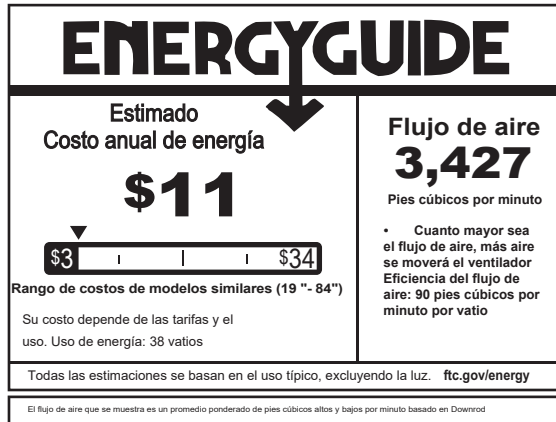 ENERGYGUIDE
Estimado
Costo anual de energía
$11
$3
$34
Rango de costos de modelos similares (19 "- 84")
Su costo depende de las tarifas y el
uso. Uso de energía: 38 vatios
Flujo de aire
3,427
Pies cúbicos por minuto
• Cuanto mayor sea
el flujo de aire, más aire
se moverá el ventilador
Eficiencia del flujo de
aire: 90 pies cúbicos por
minuto por vatio
Todas las estimaciones se basan en el uso típico, excluyendo la luz. ftc.gov/energy
El flujo de aire que se muestra es un promedio ponderado de pies cúbicos altos y bajos por minuto basado en Downrod